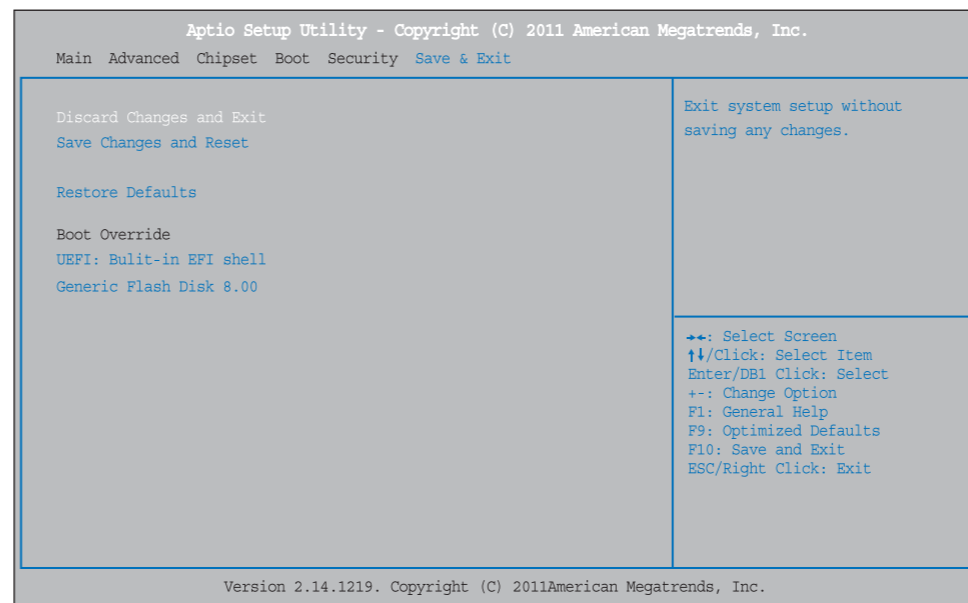 Aptio Setup Utility - Copyright (C) 2011 American Megatrends, Inc.
Main Advanced Chipset Boot Security Save & Exit
Discard Changes and Exit
Save Changes and Reset
Restore Defaults
Boot Override
UEFI: Bulit-in EFI shell
Generic Flash Disk 8.00
Exit system setup without
saving any changes.
→←: Select Screen
↑↓/Click: Select Item
Enter/DB1 Click: Select
+-: Change Option
F1: General Help
F9: Optimized Defaults
F10: Save and Exit
ESC/Right Click: Exit
Version 2.14.1219. Copyright (C) 2011American Megatrends, Inc.